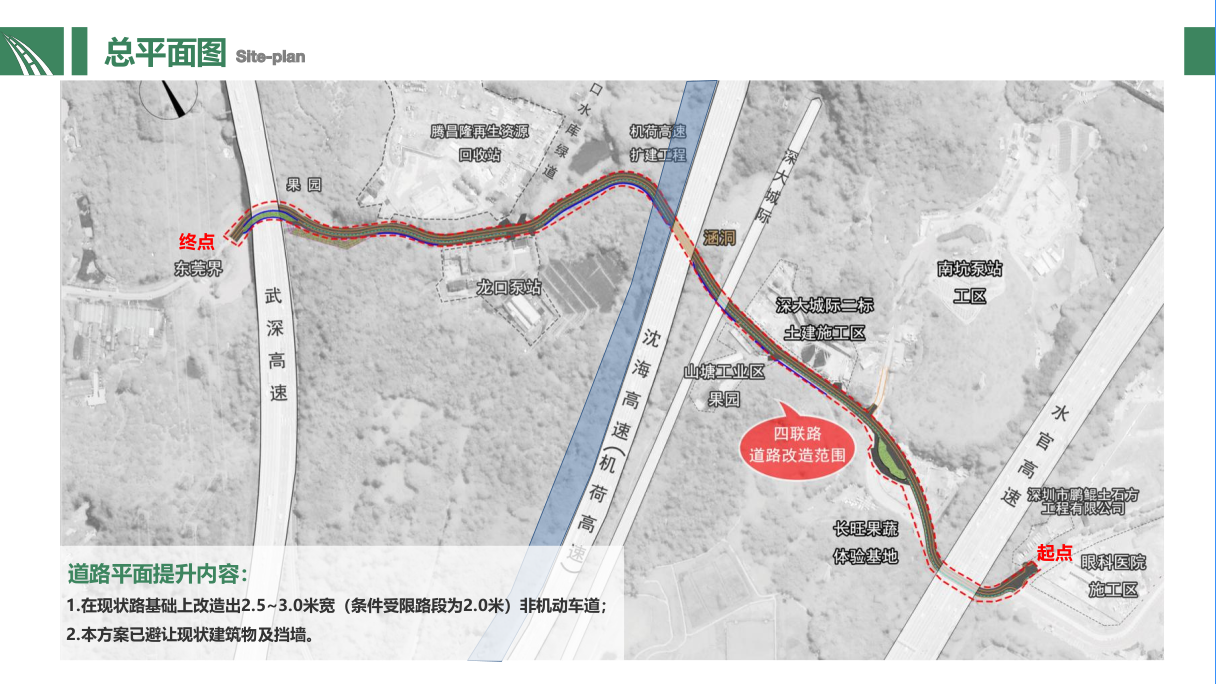 总平面图 Site-plan
口水库绿道
腾昌隆再生资源
回收站
机荷高速
扩建工程
深大城际
果园
涵洞
终点
东莞界
南坑泵站
工区
龙口泵站
武深高速
深大城际二标
土建施工区
沈海高速(机荷高速)
山塘工业区
果园
水官高速
四联路
道路改造范围
深圳市鹏鲲土石方
工程有限公司
长旺果蔬
体验基地
起点
眼科医院
施工区
道路平面提升内容：
1.在现状路基础上改造出2.5~3.0米宽（条件受限路段为2.0米）非机动车道；
2.本方案已避让现状建筑物及挡墙。